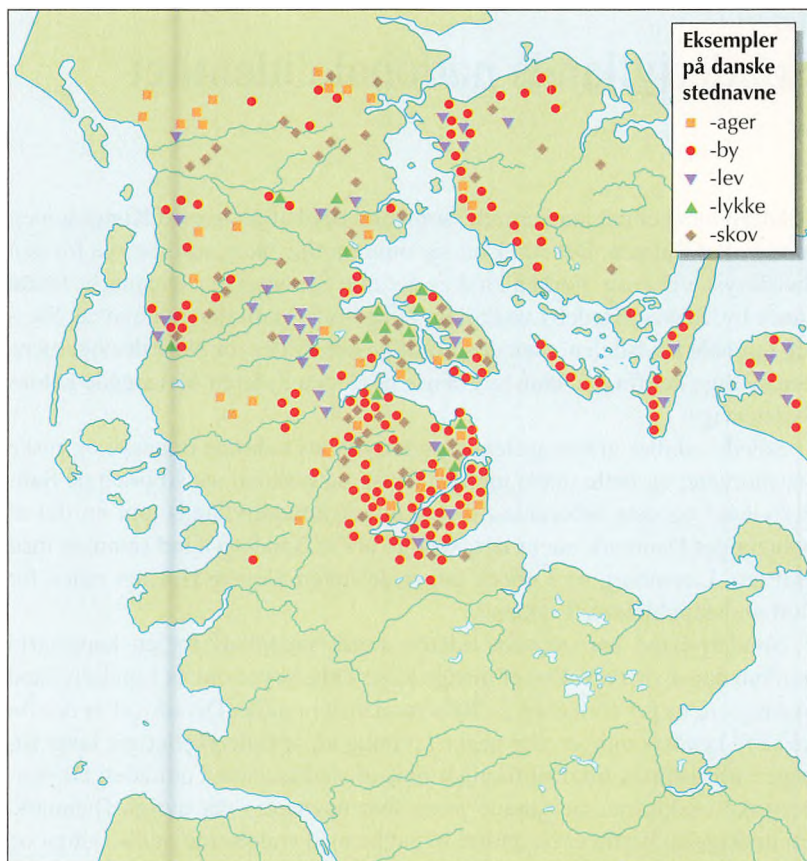 Eksempler
på danske
stednavne
-ager
-by
-lev
-lykke
-skov